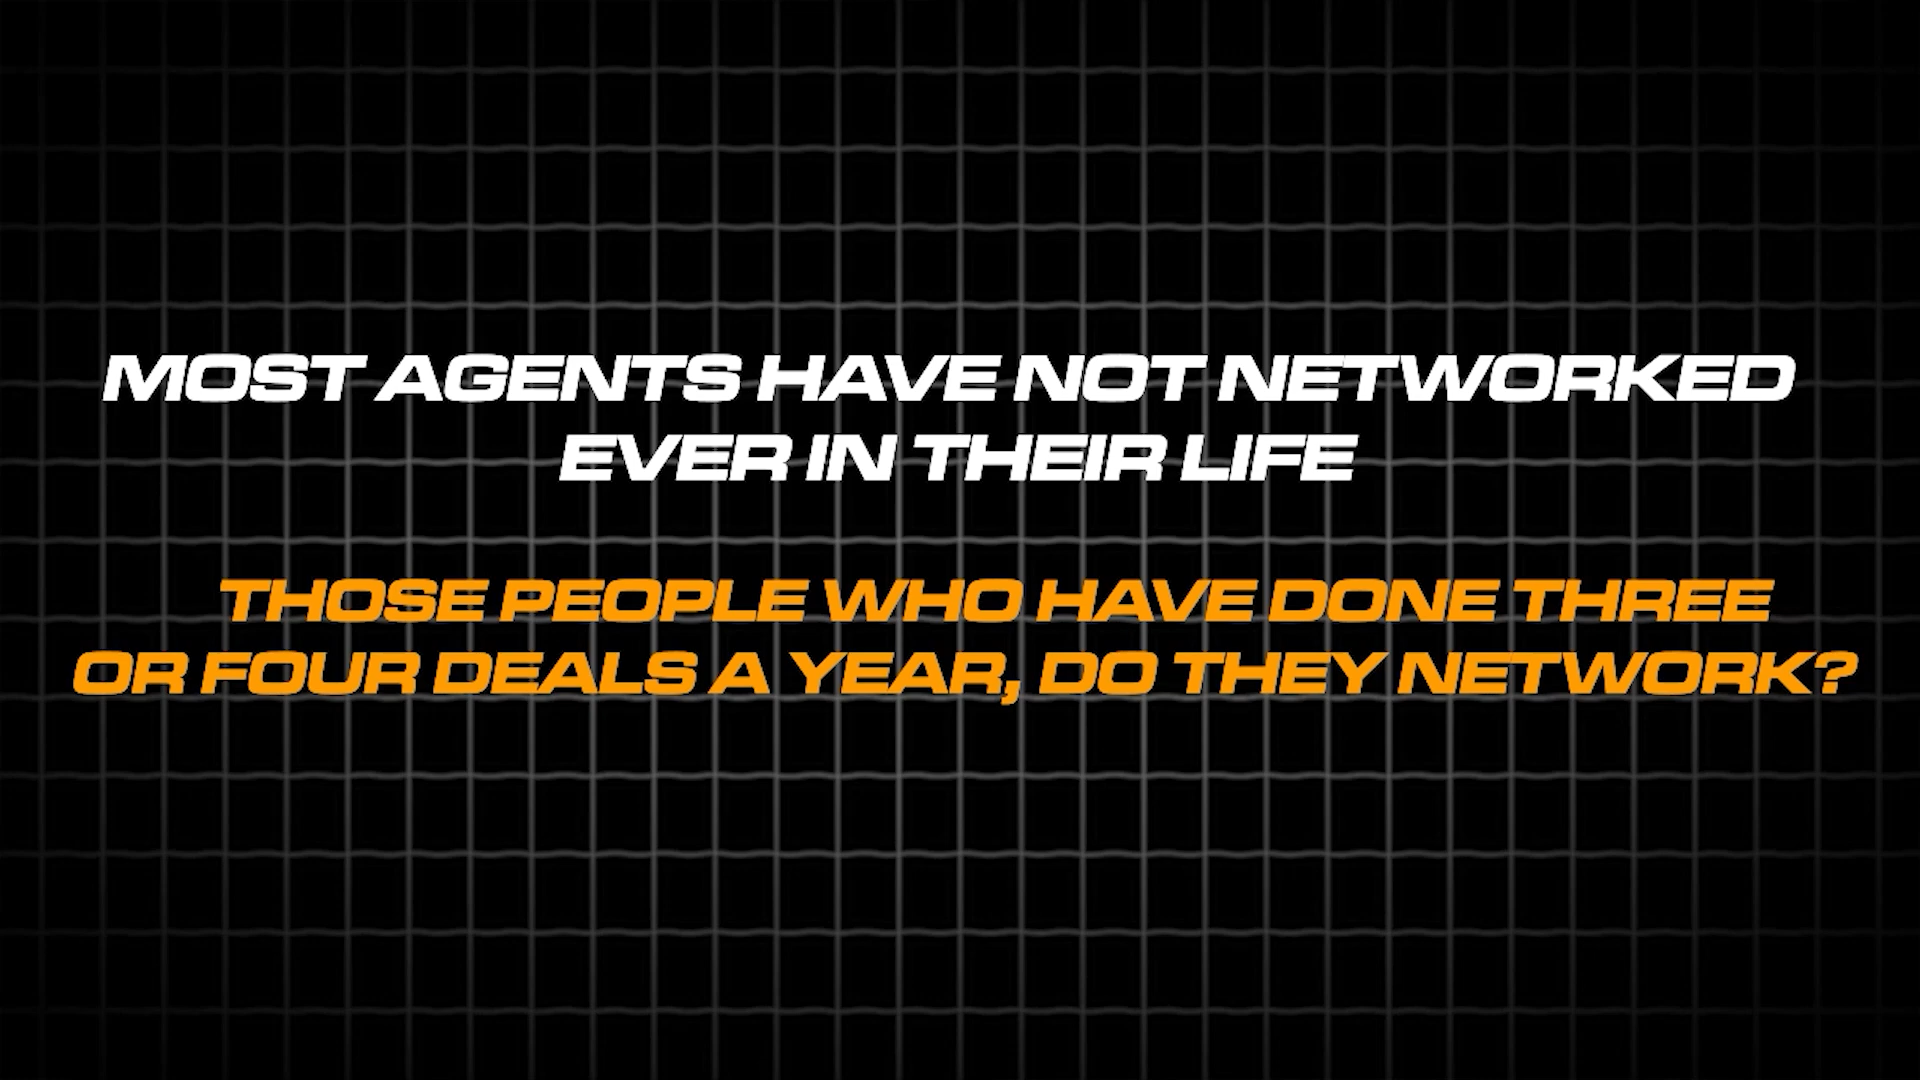 MOST AGENTS HAVE NOT NETWORKED
EVER IN THEIR LIFE
THOSE PEOPLE WHO HAVE DONE THREE
OR FOUR DEALS A YEAR, DO THEY NETWORK?